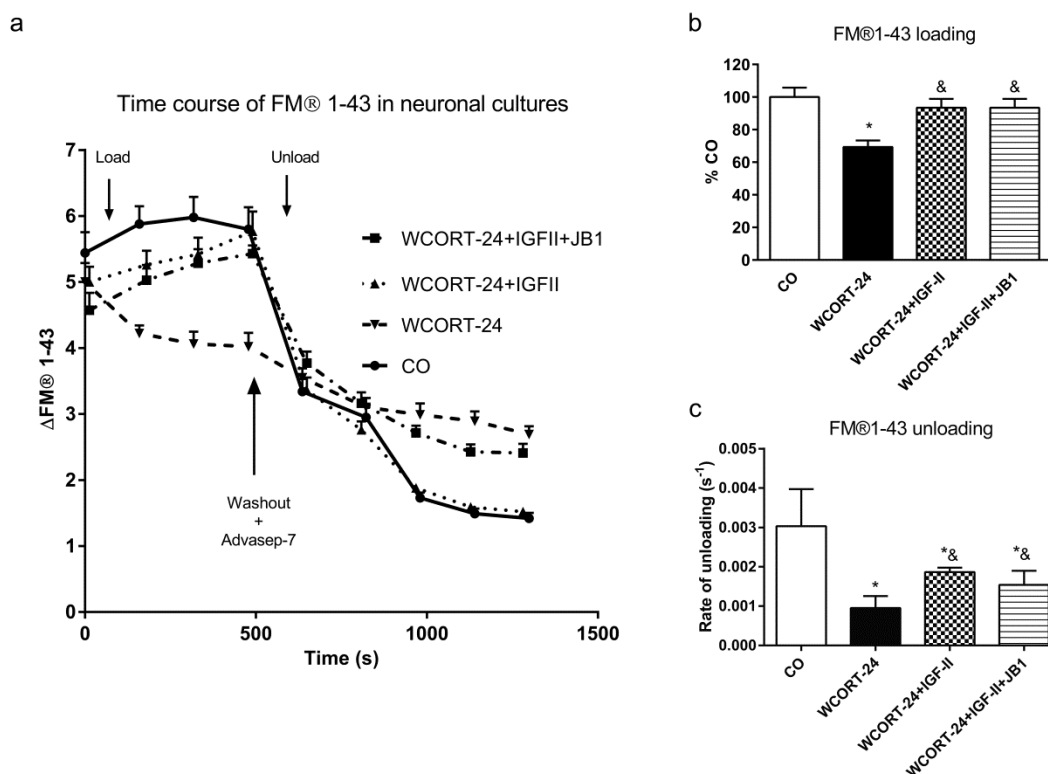 a
Time course of FM® 1-43 in neuronal cultures
7
6
5
4
3
2
1
0
ΔFM® 1-43
Load
Unload
WCORT-24+IGFII+JB1
WCORT-24+IGFII
WCORT-24
CO
Washout
+
Advasep-7
0
500
1000
1500
Time (s)
b
FM®1-43 loading
120
100
80
60
40
20
0
% CO
*
&
&
CO
WCORT-24
WCORT-24+IGF-II
WCORT-24+IGF-II+JB1
c
FM®1-43 unloading
0.005
0.004
0.003
0.002
0.001
0.000
Rate of unloading (s⁻¹)
*
*&
*&
CO
WCORT-24
WCORT-24+IGF-II
WCORT-24+IGF-II+JB1